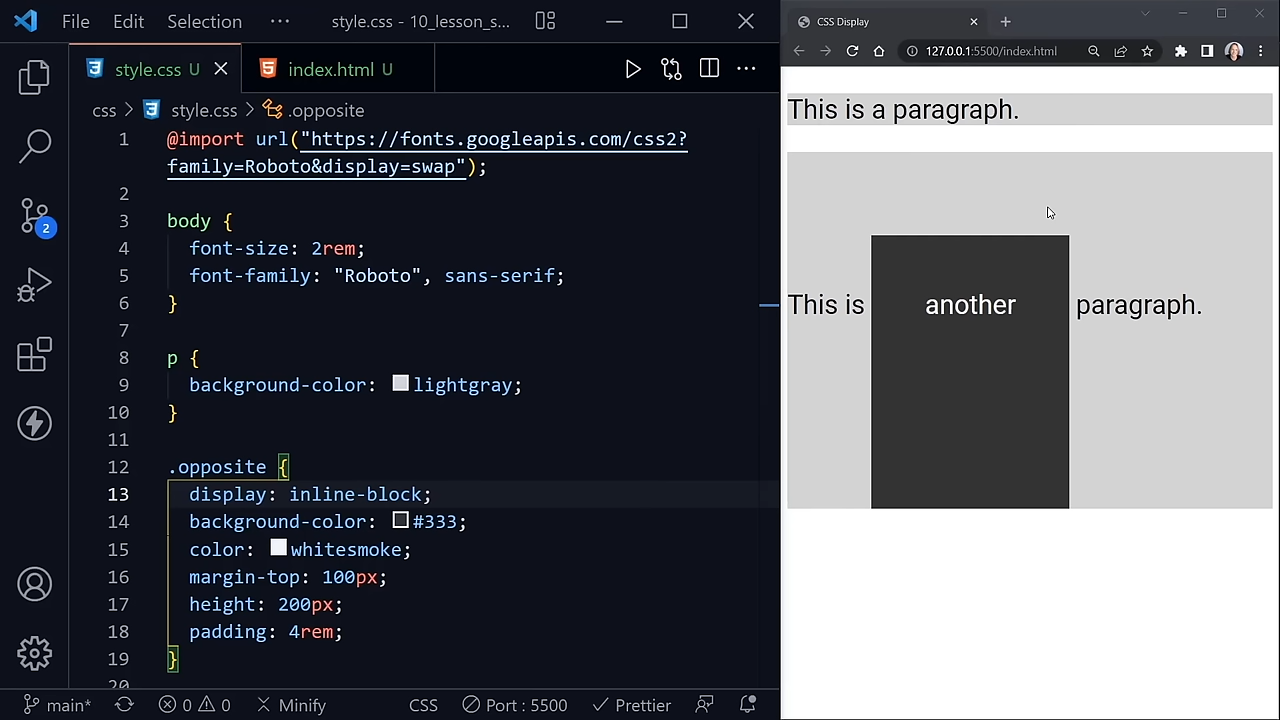 File Edit Selection ··· style.css - 10_lesson_s...
style.css U index.html U
css > style.css > .opposite
1 @import url("https://fonts.googleapis.com/css2?
family=Roboto&display=swap");
2
3 body {
4 font-size: 2rem;
5 font-family: "Roboto", sans-serif;
6 }
7
8 p {
9 background-color: lightgray;
10 }
11
12 .opposite {
13 display: inline-block;
14 background-color: #333;
15 color: whitesmoke;
16 margin-top: 100px;
17 height: 200px;
18 padding: 4rem;
19 }
20
2
main* 0 0 Minify CSS Port : 5500 Prettier
CSS Display
127.0.0.1:5500/index.html
This is a paragraph.
This is another paragraph.